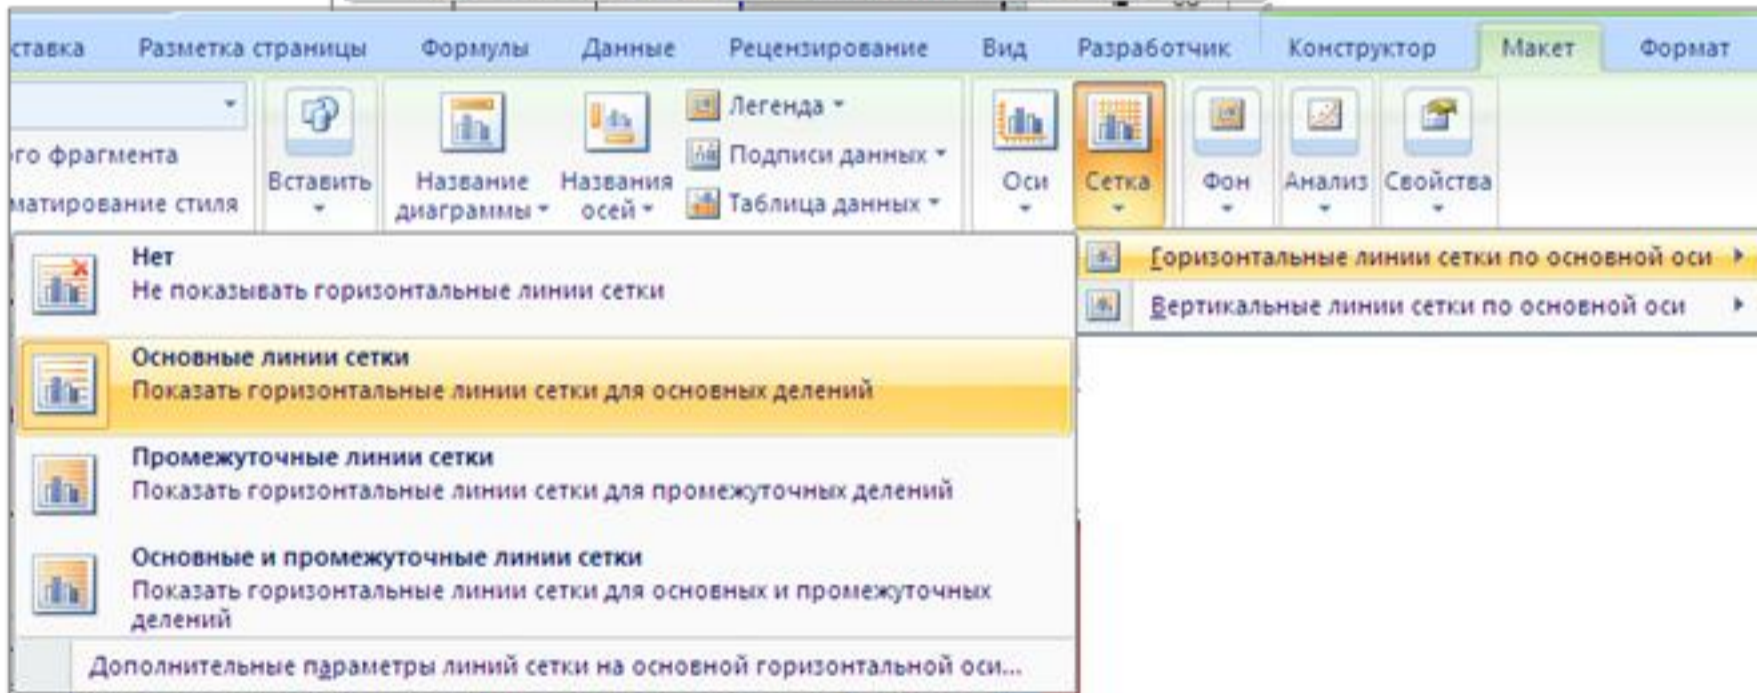 ставка Разметка страницы Формулы Данные Рецензирование Вид Разработчик Конструктор Макет Формат
го фрагмента
матирование стиля
Вставить
Название
диаграммы
Названия
осей
Легенда
Подписи данных
Таблица данных
Оси
Сетка
Фон
Анализ
Свойства
Горизонтальные линии сетки по основной оси
Вертикальные линии сетки по основной оси
Нет
Не показывать горизонтальные линии сетки
Основные линии сетки
Показать горизонтальные линии сетки для основных делений
Промежуточные линии сетки
Показать горизонтальные линии сетки для промежуточных делений
Основные и промежуточные линии сетки
Показать горизонтальные линии сетки для основных и промежуточных
делений
Дополнительные параметры линий сетки на основной горизонтальной оси...